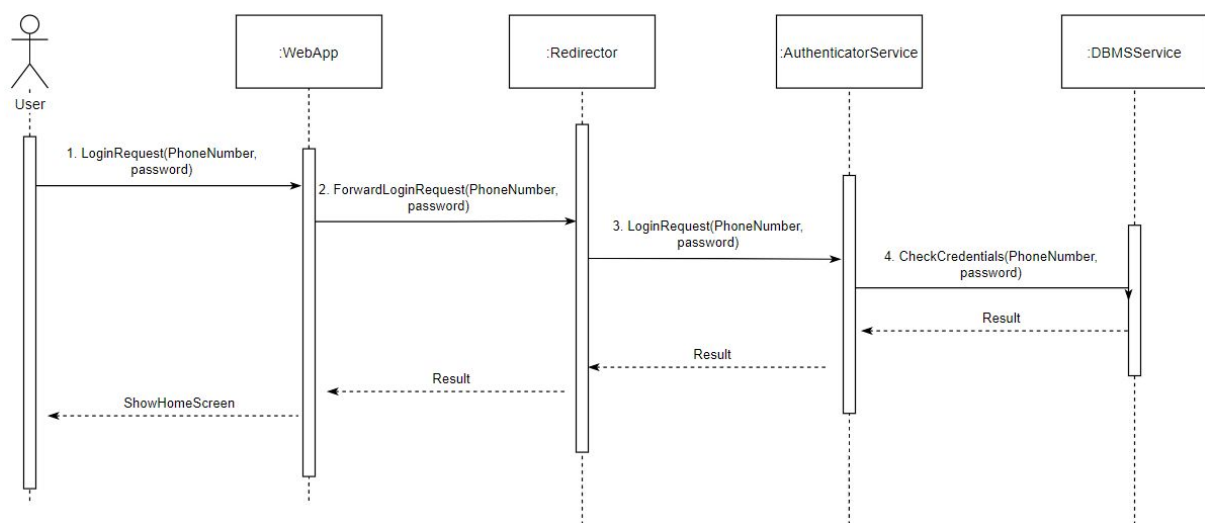 :WebApp
:Redirector
:AuthenticatorService
:DBMSService
User
1. LoginRequest(PhoneNumber,
password)
2. ForwardLoginRequest(PhoneNumber,
password)
3. LoginRequest(PhoneNumber,
password)
4. CheckCredentials(PhoneNumber,
password)
Result
Result
Result
ShowHomeScreen